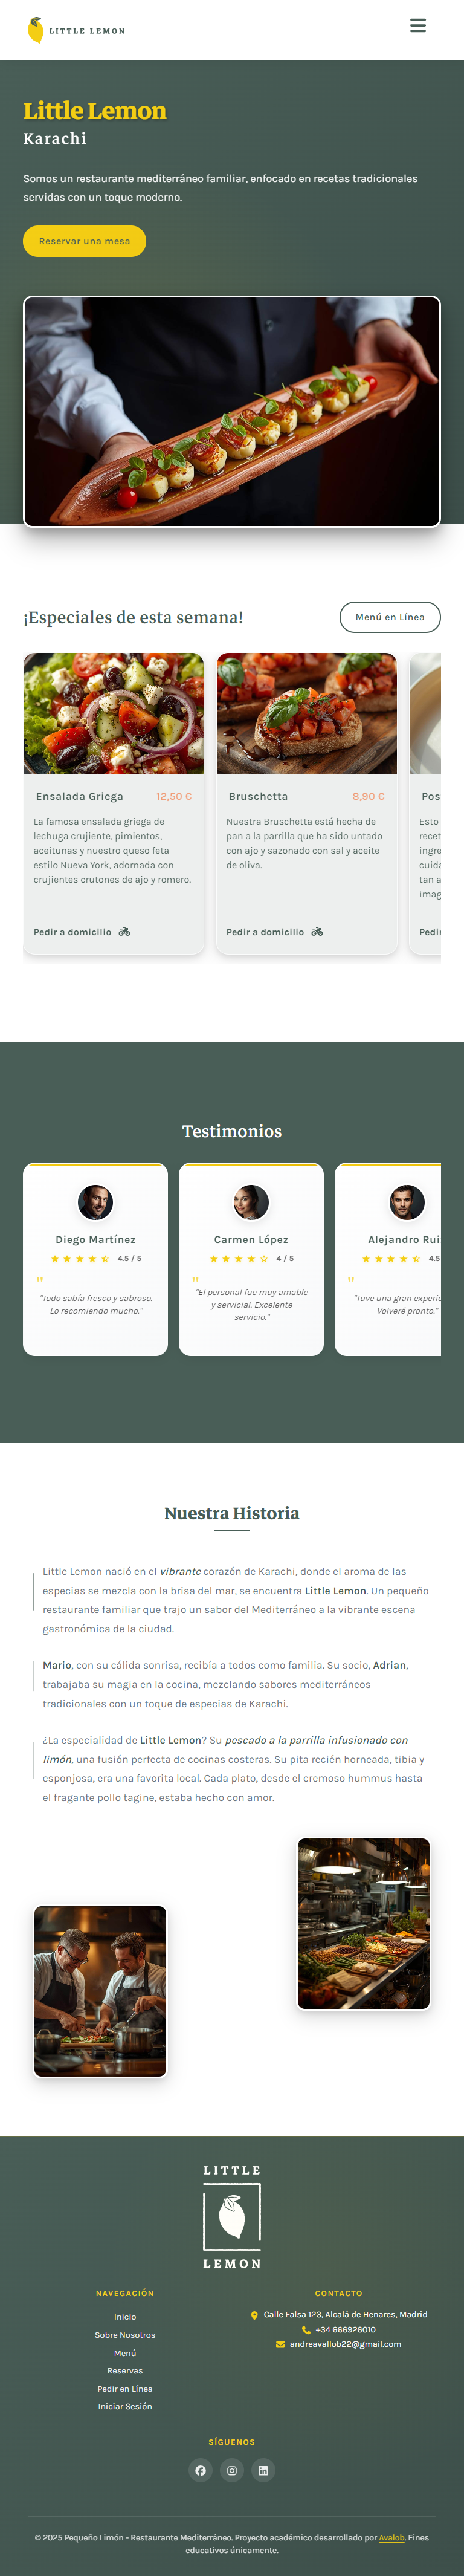 LITTLE LEMON
Little Lemon
Karachi
Somos un restaurante mediterráneo familiar, enfocado en recetas tradicionales
servidas con un toque moderno.
Reservar una mesa
¡Especiales de esta semana!
Menú en Línea
Ensalada Griega 12,50 €
La famosa ensalada griega de
lechuga crujiente, pimientos,
aceitunas y nuestro queso feta
estilo Nueva York, adornada con
crujientes crutones de ajo y romero.
Pedir a domicilio
Bruschetta 8,90 €
Nuestra Bruschetta está hecha de
pan a la parrilla que ha sido untado
con ajo y sazonado con sal y aceite
de oliva.
Pedir a domicilio
Pos
Esto
recet
ingre
cuida
tan a
imag
Pedir
Testimonios
Diego Martínez
4.5 / 5
"
"Todo sabía fresco y sabroso.
Lo recomiendo mucho."
Carmen López
4 / 5
"
"El personal fue muy amable
y servicial. Excelente
servicio."
Alejandro Rui
4.5
"
"Tuve una gran experie
Volveré pronto."
Nuestra Historia
Little Lemon nació en el vibrante corazón de Karachi, donde el aroma de las
especias se mezcla con la brisa del mar, se encuentra Little Lemon. Un pequeño
restaurante familiar que trajo un sabor del Mediterráneo a la vibrante escena
gastronómica de la ciudad.
Mario, con su cálida sonrisa, recibía a todos como familia. Su socio, Adrian,
trabajaba su magia en la cocina, mezclando sabores mediterráneos
tradicionales con un toque de especias de Karachi.
¿La especialidad de Little Lemon? Su pescado a la parrilla infusionado con
limón, una fusión perfecta de cocinas costeras. Su pita recién horneada, tibia y
esponjosa, era una favorita local. Cada plato, desde el cremoso hummus hasta
el fragante pollo tagine, estaba hecho con amor.
LITTLE
LEMON
NAVEGACIÓN
Inicio
Sobre Nosotros
Menú
Reservas
Pedir en Línea
Iniciar Sesión
CONTACTO
Calle Falsa 123, Alcalá de Henares, Madrid
+34 666926010
andreavallob22@gmail.com
SÍGUENOS
© 2025 Pequeño Limón - Restaurante Mediterráneo. Proyecto académico desarrollado por Avalob. Fines
educativos únicamente.